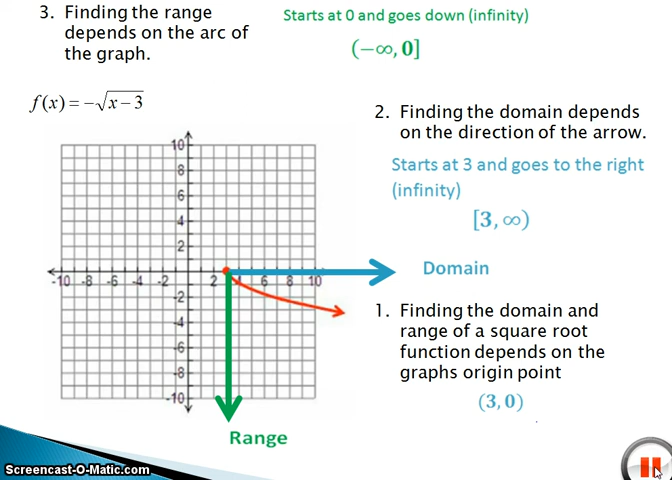 3. Finding the range
depends on the arc of
the graph.
Starts at 0 and goes down (infinity)
(−∞, 0]
f(x) = −√x − 3
2. Finding the domain depends
on the direction of the arrow.
Starts at 3 and goes to the right
(infinity)
[3, ∞)
Domain
1. Finding the domain and
range of a square root
function depends on the
graphs origin point
(3, 0)
10
8
6
4
2
-10 -8 -6 -4 -2 2 4 6 8 10
-2
-4
-6
-8
-10
Range
Screencast-O-Matic.com